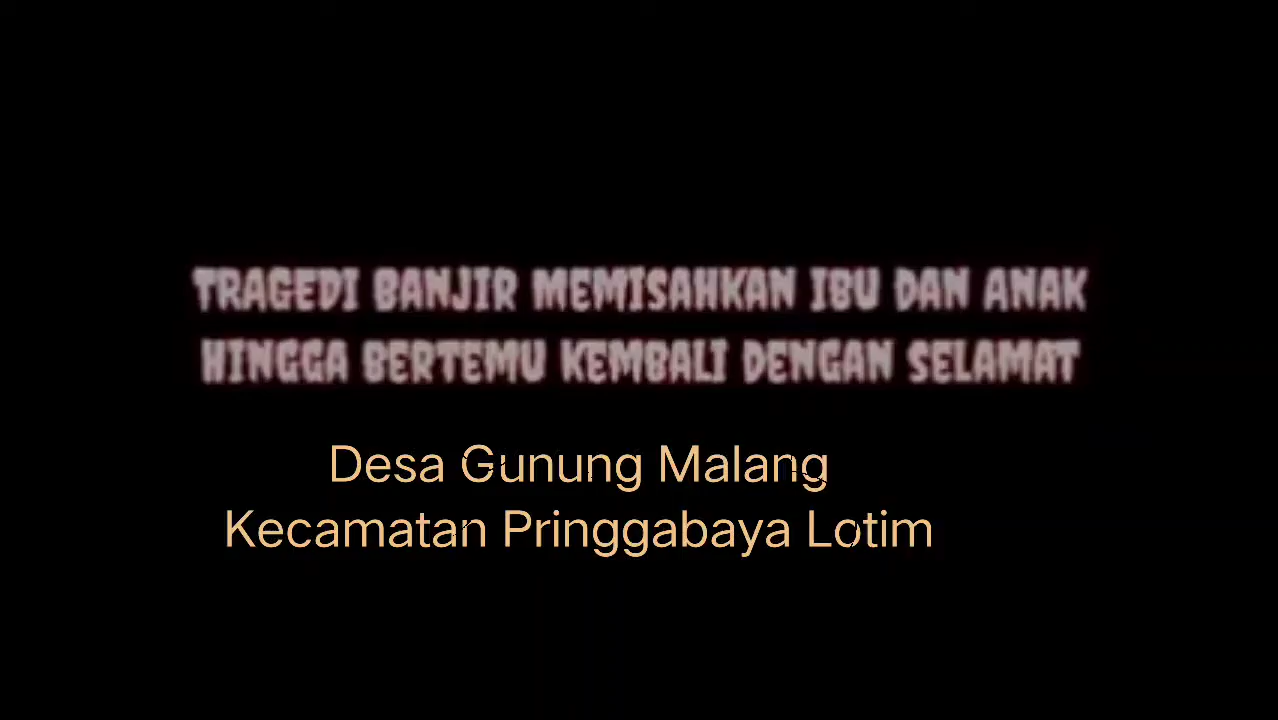 TRAGEDI BANJIR MEMISAHKAN IBU DAN ANAK
HINGGA BERTEMU KEMBALI DENGAN SELAMAT
Desa Gunung Malang
Kecamatan Pringgabaya Lotim